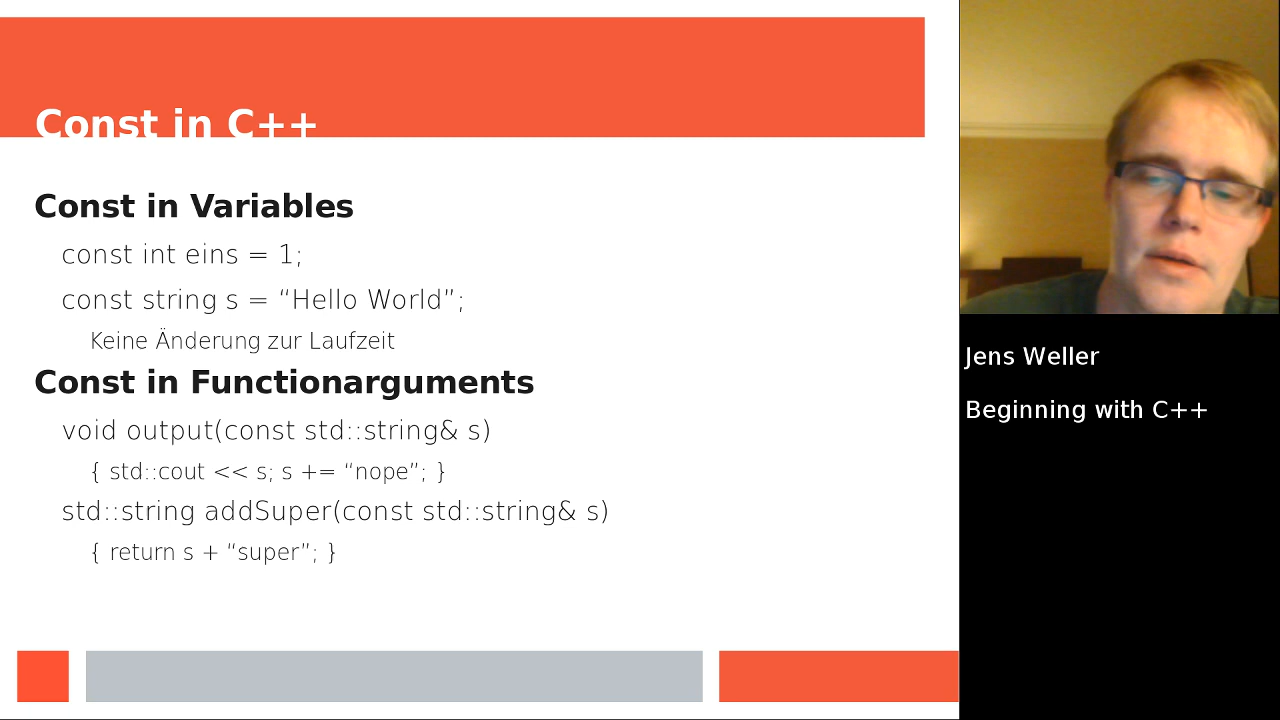 Const in C++
Const in Variables
const int eins = 1;
const string s = “Hello World”;
Keine Änderung zur Laufzeit
Const in Functionarguments
void output(const std::string& s)
{ std::cout << s; s += “nope”; }
std::string addSuper(const std::string& s)
{ return s + “super”; }
Jens Weller
Beginning with C++